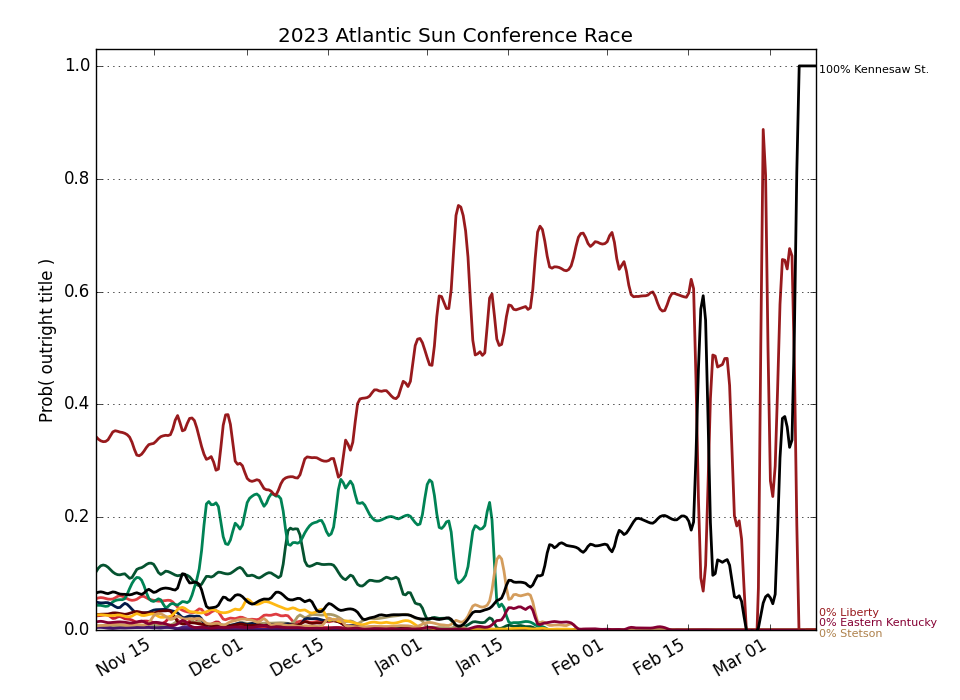 2023 Atlantic Sun Conference Race
1.0
100% Kennesaw St.
0.8
0.6
Prob( outright title )
0.4
0.2
0% Liberty
0% Eastern Kentucky
0.0
0% Stetson
Nov 15
Dec 01
Dec 15
Jan 01
Jan 15
Feb 01
Feb 15
Mar 01